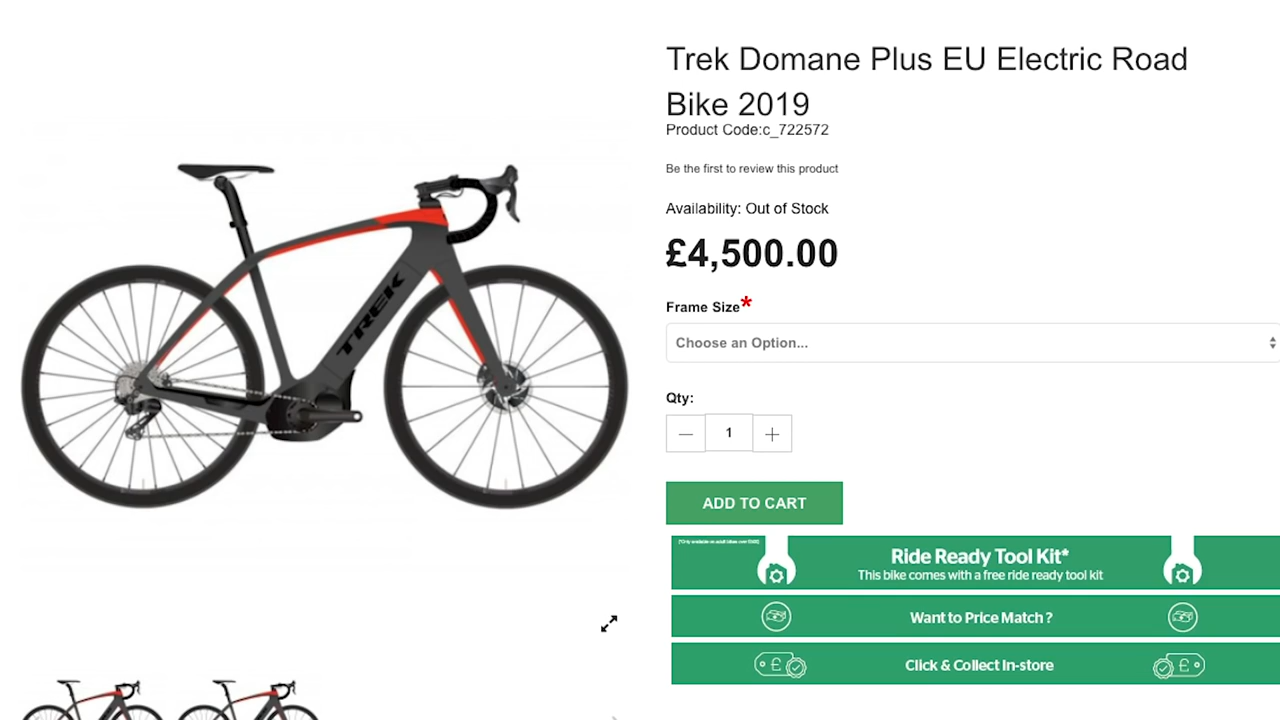 Trek Domane Plus EU Electric Road
Bike 2019
Product Code:c_722572
Be the first to review this product
Availability: Out of Stock
£4,500.00
Frame Size*
Choose an Option...
Qty:
1
ADD TO CART
Ride Ready Tool Kit*
This bike comes with a free ride ready tool kit
Want to Price Match ?
£ Click & Collect In-store £
TREK